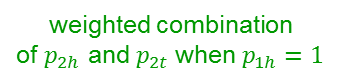 weighted combination
of p₂ₕ and p₂ₜ when p₁ₕ = 1